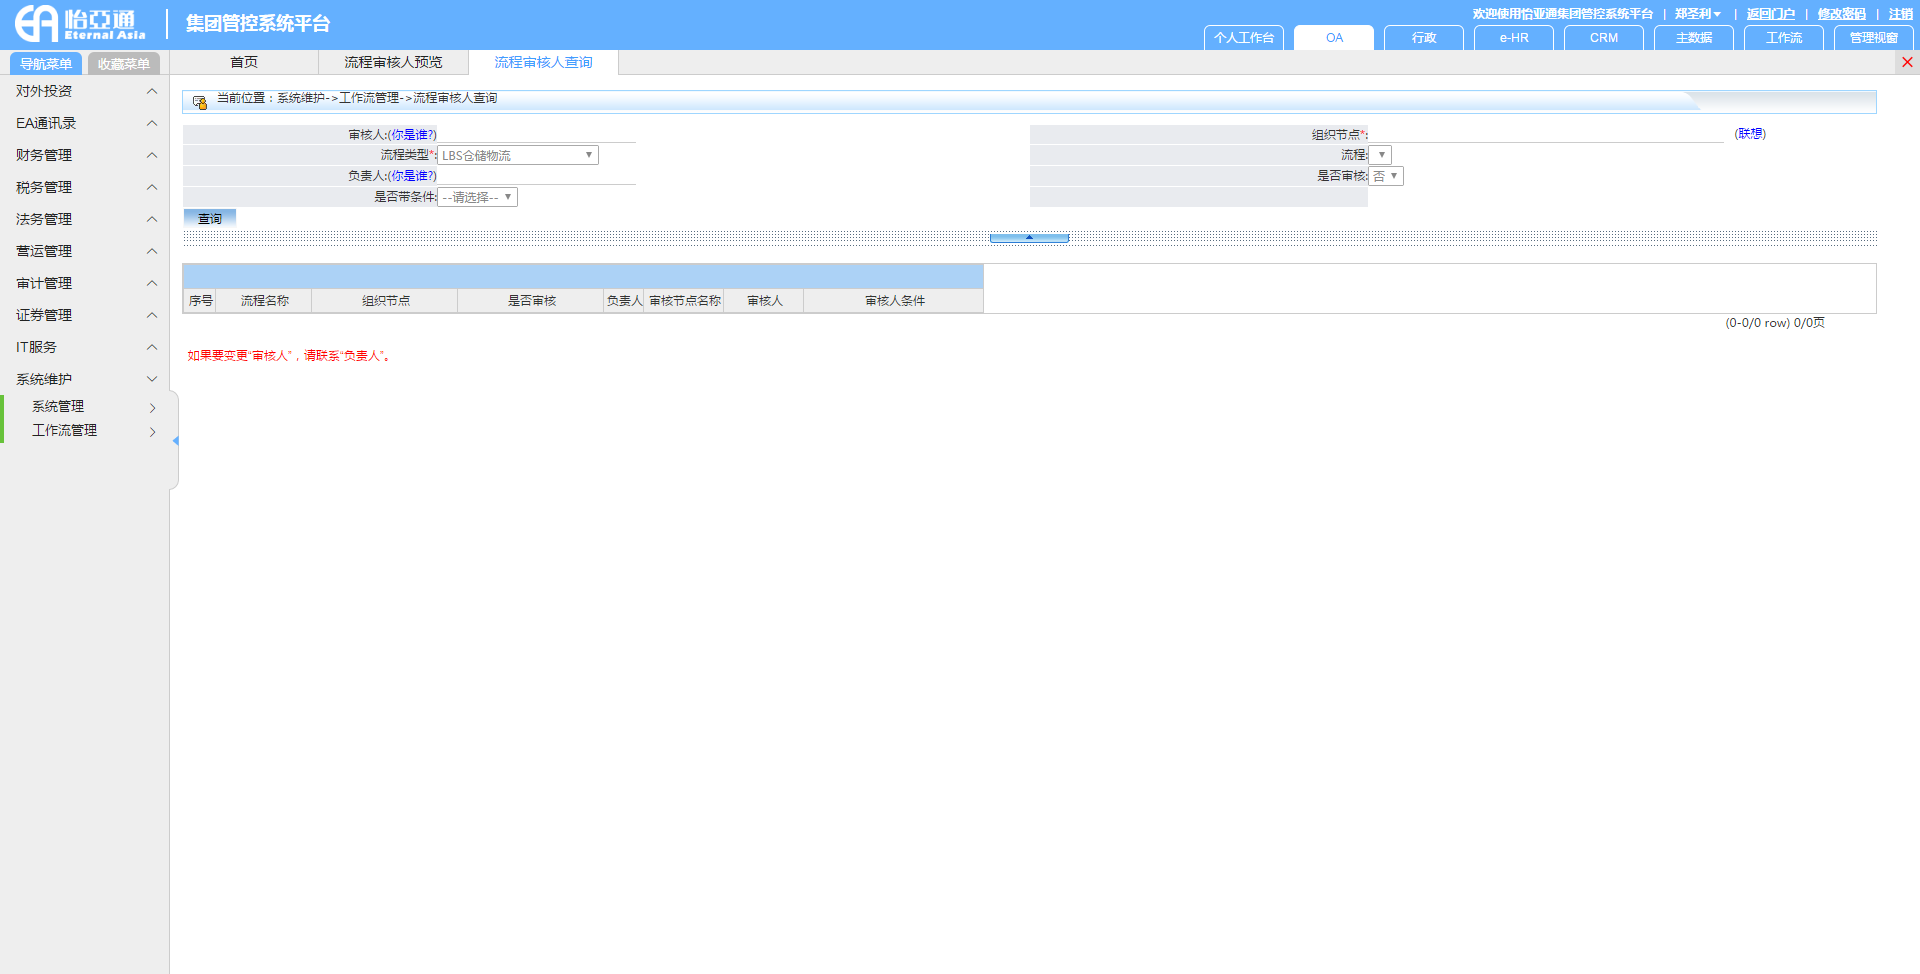 怡亞通
Eternal Asia
集团管控系统平台
欢迎使用怡亚通集团管控系统平台 | 郑圣利 | 返回门户 | 修改密码 | 注销
个人工作台 OA 行政 e-HR CRM 主数据 工作流 管理视窗
导航菜单 收藏菜单 首页 流程审核人预览 流程审核人查询
对外投资
EA通讯录
财务管理
税务管理
法务管理
营运管理
审计管理
证券管理
IT服务
系统维护
系统管理
工作流管理
当前位置：系统维护->工作流管理->流程审核人查询
审核人:(你是谁?) 组织节点*: (联想)
流程类型*: LBS仓储物流 流程:
负责人:(你是谁?) 是否审核: 否
是否带条件: --请选择--
查询
序号 流程名称 组织节点 是否审核 负责人 审核节点名称 审核人 审核人条件
(0-0/0 row) 0/0页
如果要变更“审核人”，请联系“负责人”。